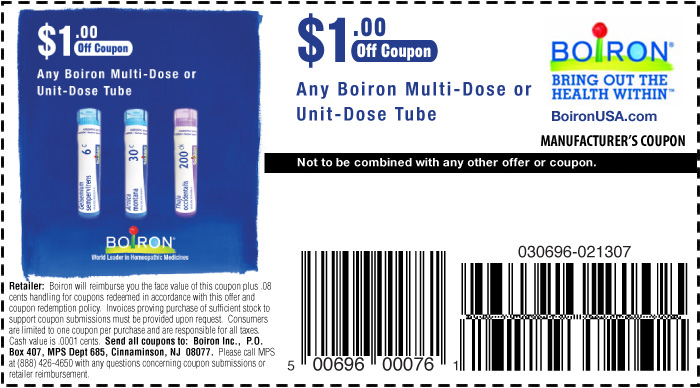 $1.00
Off Coupon
Any Boiron Multi-Dose or
Unit-Dose Tube
6 C
Gelsemium
sempervirens
BOIRON
30 C
Arnica
montana
BOIRON
200 CK
Thuja
occidentalis
BOIRON
BOIRON®
World Leader in Homeopathic Medicines
Retailer: Boiron will reimburse you the face value of this coupon plus .08
cents handling for coupons redeemed in accordance with this offer and
coupon redemption policy. Invoices proving purchase of sufficient stock to
support coupon submissions must be provided upon request. Consumers
are limited to one coupon per purchase and are responsible for all taxes.
Cash value is .0001 cents. Send all coupons to: Boiron Inc., P.O.
Box 407, MPS Dept 685, Cinnaminson, NJ 08077. Please call MPS
at (888) 426-4650 with any questions concerning coupon submissions or
retailer reimbursement.
$1.00
Off Coupon
Any Boiron Multi-Dose or
Unit-Dose Tube
BOIRON®
BRING OUT THE
HEALTH WITHIN™
BoironUSA.com
MANUFACTURER'S COUPON
Not to be combined with any other offer or coupon.
5 00696 00076 1
030696-021307